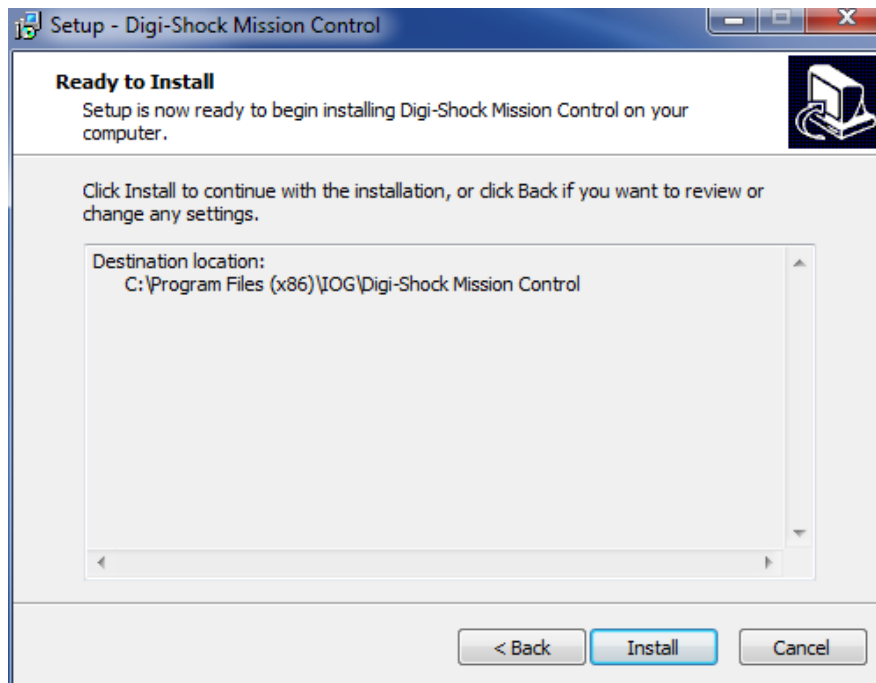 Setup - Digi-Shock Mission Control
Ready to Install
Setup is now ready to begin installing Digi-Shock Mission Control on your
computer.
Click Install to continue with the installation, or click Back if you want to review or
change any settings.
Destination location:
C:\Program Files (x86)\IOG\Digi-Shock Mission Control
< Back
Install
Cancel